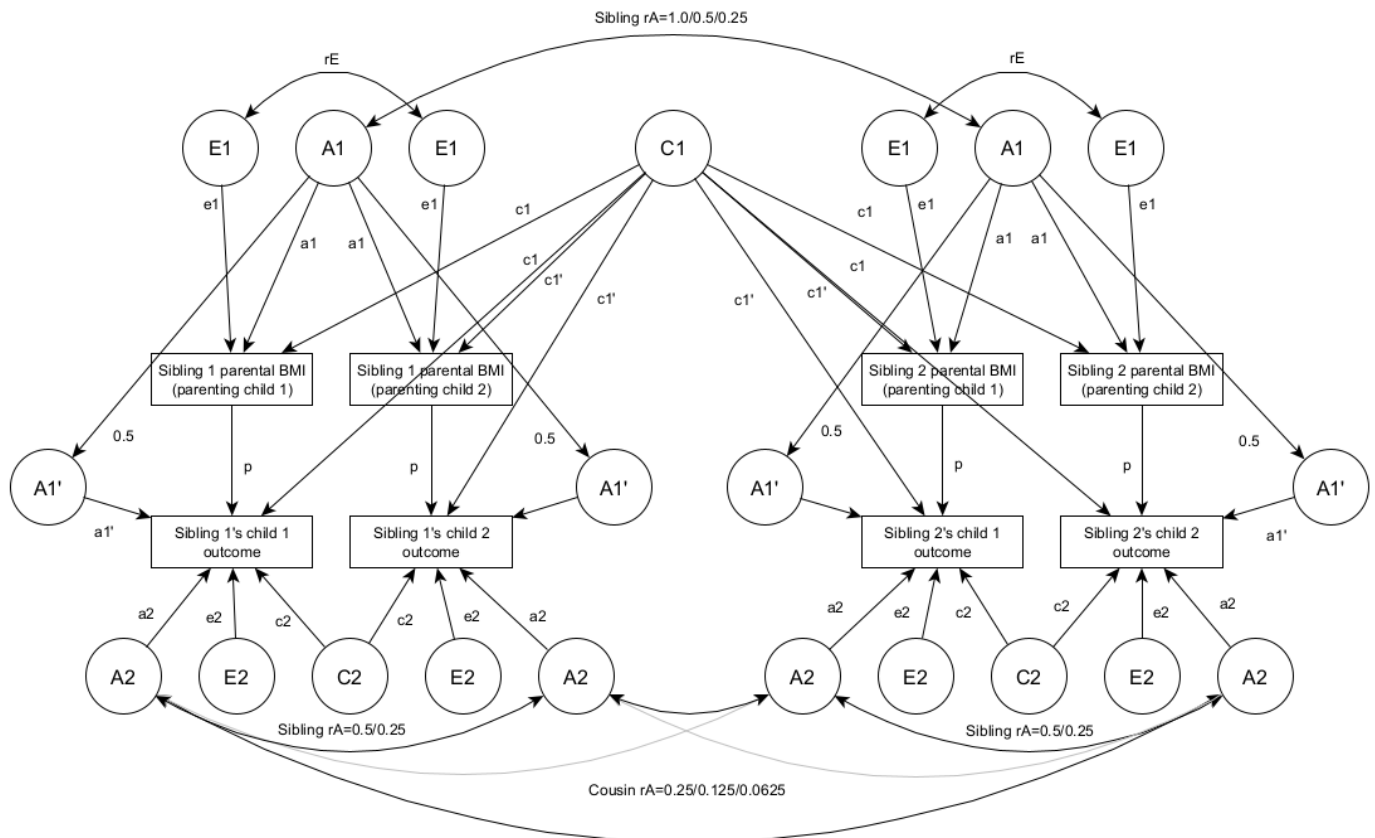 Sibling rA=1.0/0.5/0.25
rE
rE
E1
A1
E1
C1
E1
A1
E1
e1
e1
c1
c1
e1
e1
a1
a1
a1
a1
c1
c1
c1'
c1'
c1'
c1'
Sibling 1 parental BMI
(parenting child 1)
Sibling 1 parental BMI
(parenting child 2)
Sibling 2 parental BMI
(parenting child 1)
Sibling 2 parental BMI
(parenting child 2)
0.5
0.5
0.5
0.5
p
p
p
p
A1'
A1'
A1'
A1'
a1'
a1'
Sibling 1's child 1
outcome
Sibling 1's child 2
outcome
Sibling 2's child 1
outcome
Sibling 2's child 2
outcome
a2
e2
c2
c2
e2
a2
a2
e2
c2
c2
e2
a2
A2
E2
C2
E2
A2
A2
E2
C2
E2
A2
Sibling rA=0.5/0.25
Sibling rA=0.5/0.25
Cousin rA=0.25/0.125/0.0625